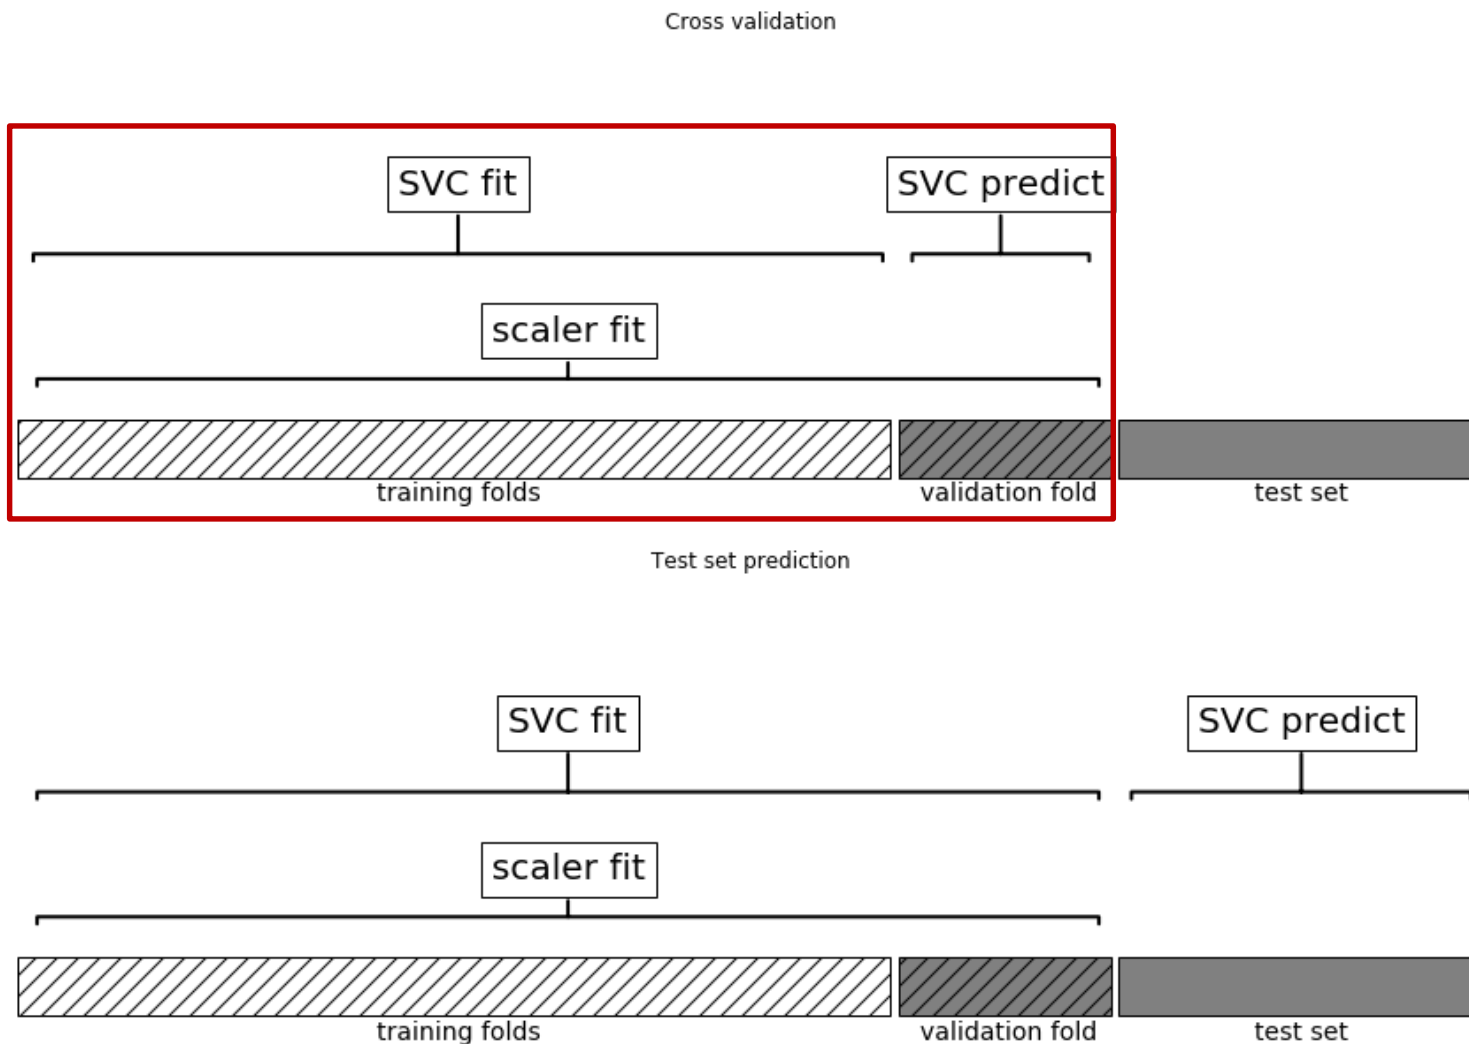 Cross validation
SVC fit
SVC predict
scaler fit
training folds
validation fold
test set
Test set prediction
SVC fit
SVC predict
scaler fit
training folds
validation fold
test set